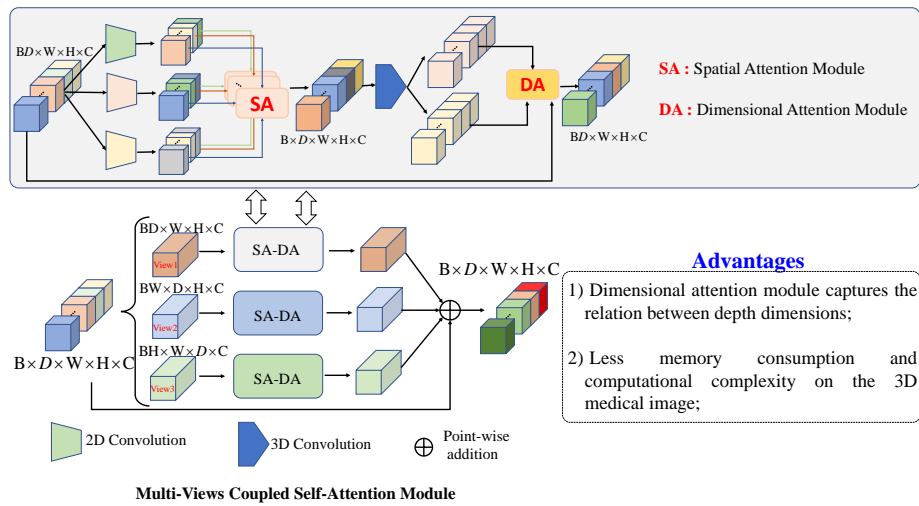 BD×W×H×C
SA
B×D×W×H×C
DA
BD×W×H×C
SA : Spatial Attention Module
DA : Dimensional Attention Module
BD×W×H×C
View1
SA-DA
BW×D×H×C
View2
SA-DA
BH×W×D×C
View3
SA-DA
B×D×W×H×C
B×D×W×H×C
Advantages
1) Dimensional attention module captures the
relation between depth dimensions;
2) Less memory consumption and
computational complexity on the 3D
medical image;
2D Convolution
3D Convolution
Point-wise
addition
Multi-Views Coupled Self-Attention Module